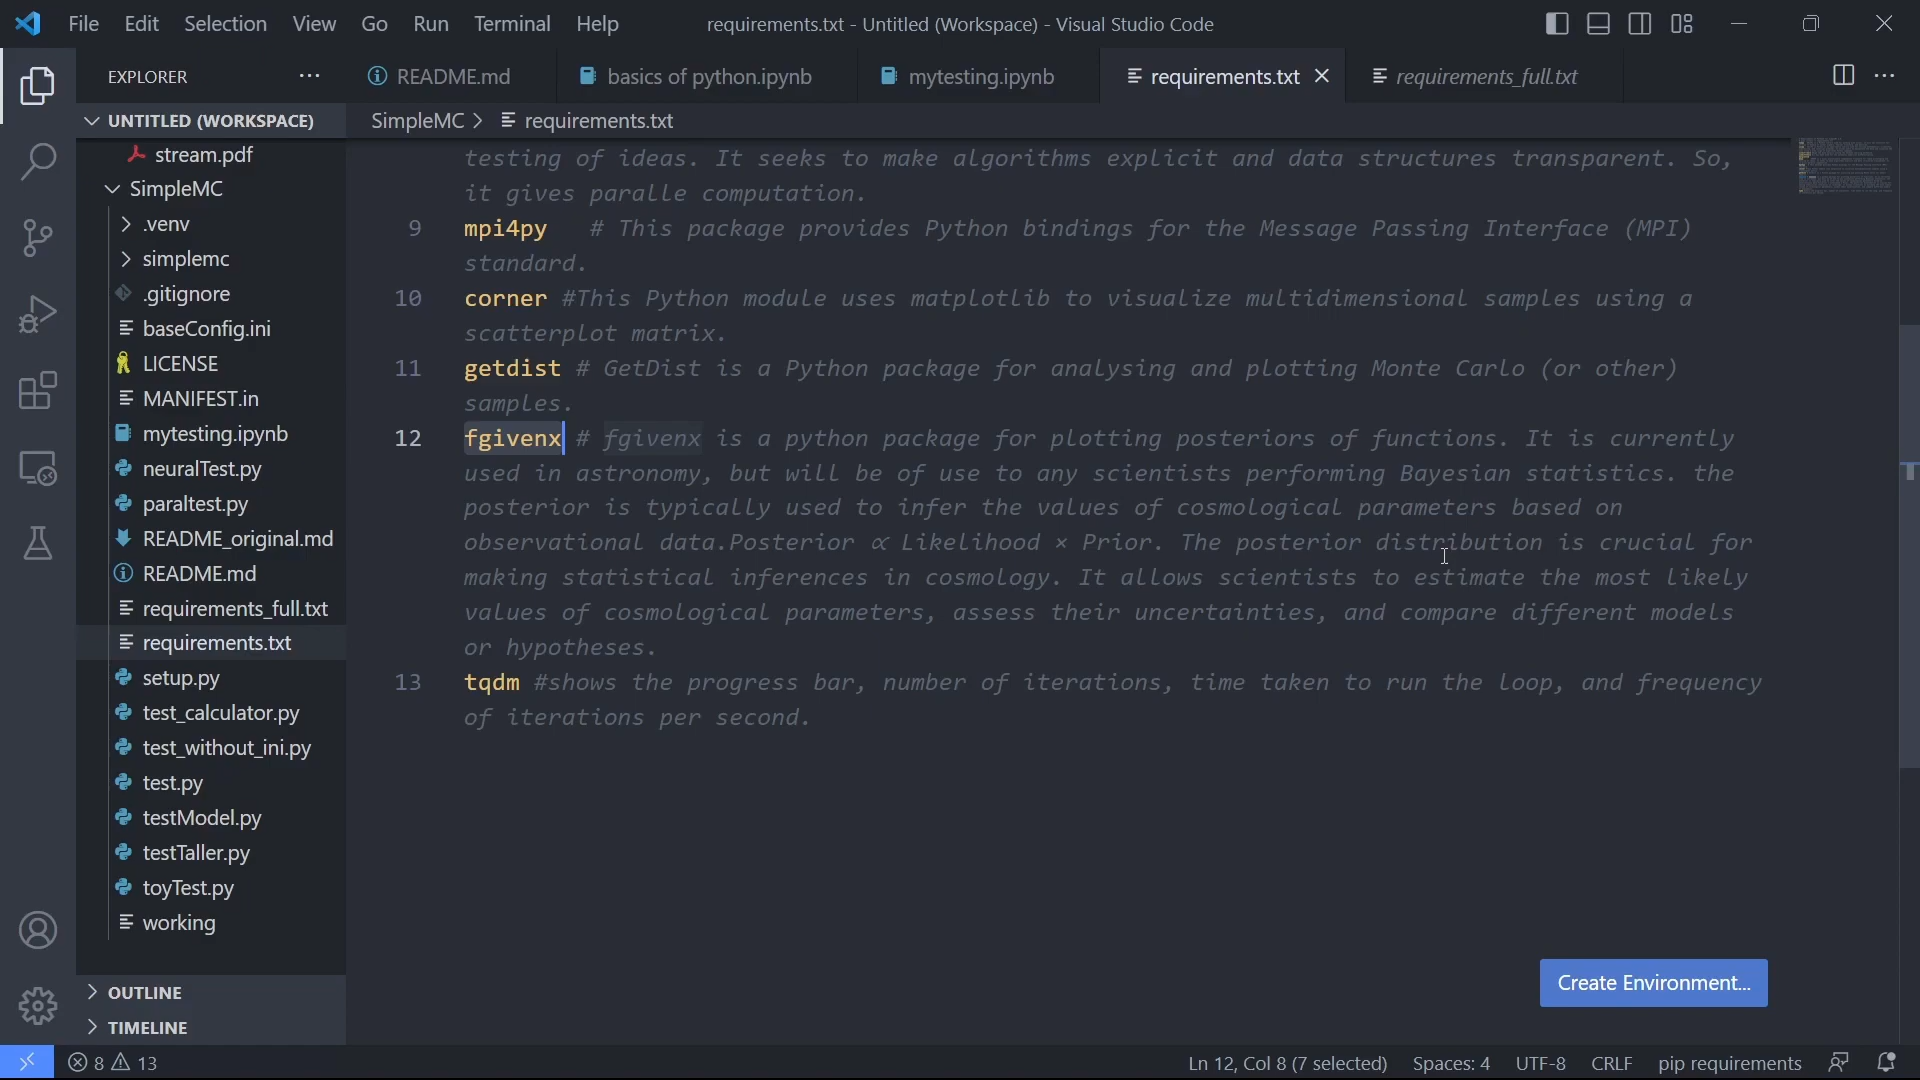 File Edit Selection View Go Run Terminal Help requirements.txt - Untitled (Workspace) - Visual Studio Code
EXPLORER
README.md basics of python.ipynb mytesting.ipynb requirements.txt requirements_full.txt
UNTITLED (WORKSPACE)
SimpleMC > requirements.txt
stream.pdf
SimpleMC
.venv
simplemc
.gitignore
baseConfig.ini
LICENSE
MANIFEST.in
mytesting.ipynb
neuralTest.py
paraltest.py
README_original.md
README.md
requirements_full.txt
requirements.txt
setup.py
test_calculator.py
test_without_ini.py
test.py
testModel.py
testTaller.py
toyTest.py
working
OUTLINE
TIMELINE
testing of ideas. It seeks to make algorithms explicit and data structures transparent. So,
it gives paralle computation.
9 mpi4py # This package provides Python bindings for the Message Passing Interface (MPI)
standard.
10 corner #This Python module uses matplotlib to visualize multidimensional samples using a
scatterplot matrix.
11 getdist # GetDist is a Python package for analysing and plotting Monte Carlo (or other)
samples.
12 fgivenx # fgivenx is a python package for plotting posteriors of functions. It is currently
used in astronomy, but will be of use to any scientists performing Bayesian statistics. the
posterior is typically used to infer the values of cosmological parameters based on
observational data.Posterior ∝ Likelihood × Prior. The posterior distribution is crucial for
making statistical inferences in cosmology. It allows scientists to estimate the most likely
values of cosmological parameters, assess their uncertainties, and compare different models
or hypotheses.
13 tqdm #shows the progress bar, number of iterations, time taken to run the loop, and frequency
of iterations per second.
Create Environment...
8 13 Ln 12, Col 8 (7 selected) Spaces: 4 UTF-8 CRLF pip requirements